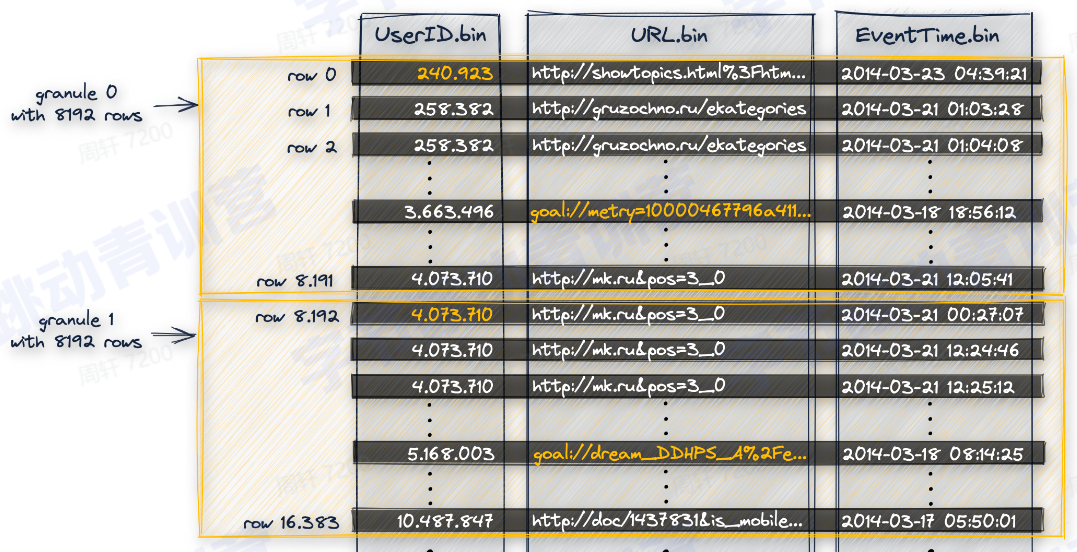 UserID.bin URL.bin EventTime.bin
row 0 240.923 http://showtopics.html%3Fhtm... 2014-03-23 04:39:21
granule 0
with 8192 rows
row 1 258.382 http://gruzochno.ru/ekategories 2014-03-21 01:03:28
row 2 258.382 http://gruzochno.ru/ekategories 2014-03-21 01:04:08
3.663.496 goal://metry=10000467796a411... 2014-03-18 18:56:12
row 8.191 4.073.710 http://mk.ru&pos=3_0 2014-03-21 12:05:41
granule 1
with 8192 rows
row 8.192 4.073.710 http://mk.ru&pos=3_0 2014-03-21 00:27:07
4.073.710 http://mk.ru&pos=3_0 2014-03-21 12:24:46
4.073.710 http://mk.ru&pos=3_0 2014-03-21 12:25:12
5.168.003 goal://dream_DDHPS_A%2Fe... 2014-03-18 08:14:25
row 16.383 10.487.847 http://doc/1437831&is_mobile... 2014-03-17 05:50:01
周轩 7200
跳动青训营
周轩 7200